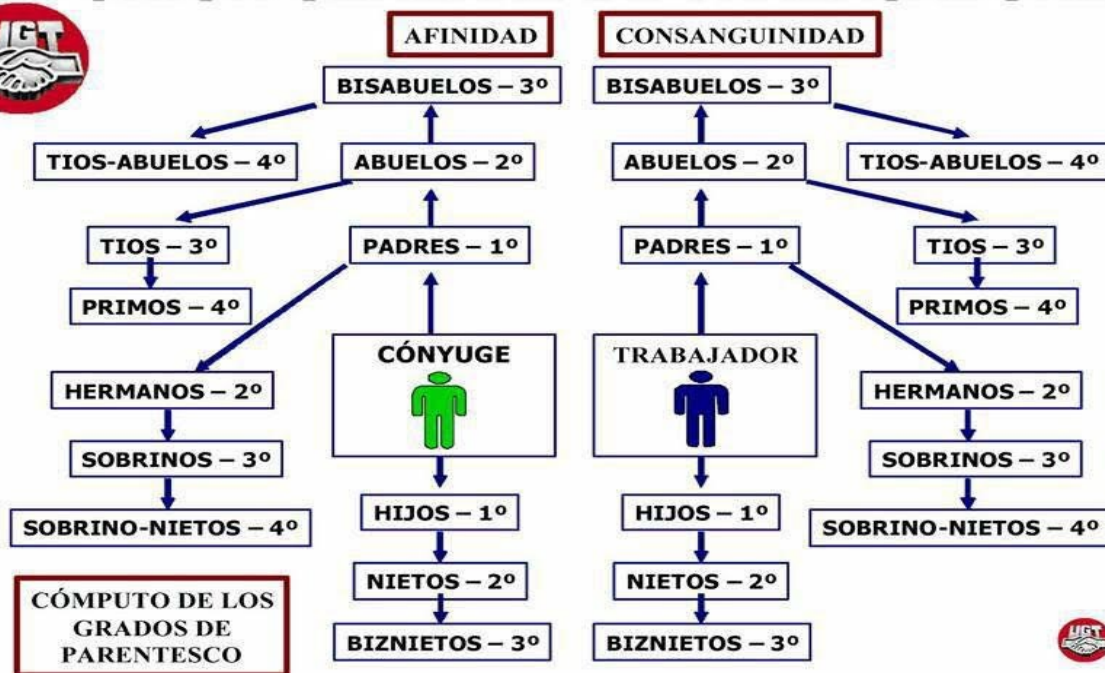 UGT
AFINIDAD
CONSANGUINIDAD
BISABUELOS – 3º
BISABUELOS – 3º
TIOS-ABUELOS – 4º
ABUELOS – 2º
ABUELOS – 2º
TIOS-ABUELOS – 4º
TIOS – 3º
PADRES – 1º
PADRES – 1º
TIOS – 3º
PRIMOS – 4º
PRIMOS – 4º
CÓNYUGE
TRABAJADOR
HERMANOS – 2º
HERMANOS – 2º
SOBRINOS – 3º
SOBRINOS – 3º
HIJOS – 1º
HIJOS – 1º
SOBRINO-NIETOS – 4º
SOBRINO-NIETOS – 4º
NIETOS – 2º
NIETOS – 2º
CÓMPUTO DE LOS
GRADOS DE
PARENTESCO
BIZNIETOS – 3º
BIZNIETOS – 3º
UGT